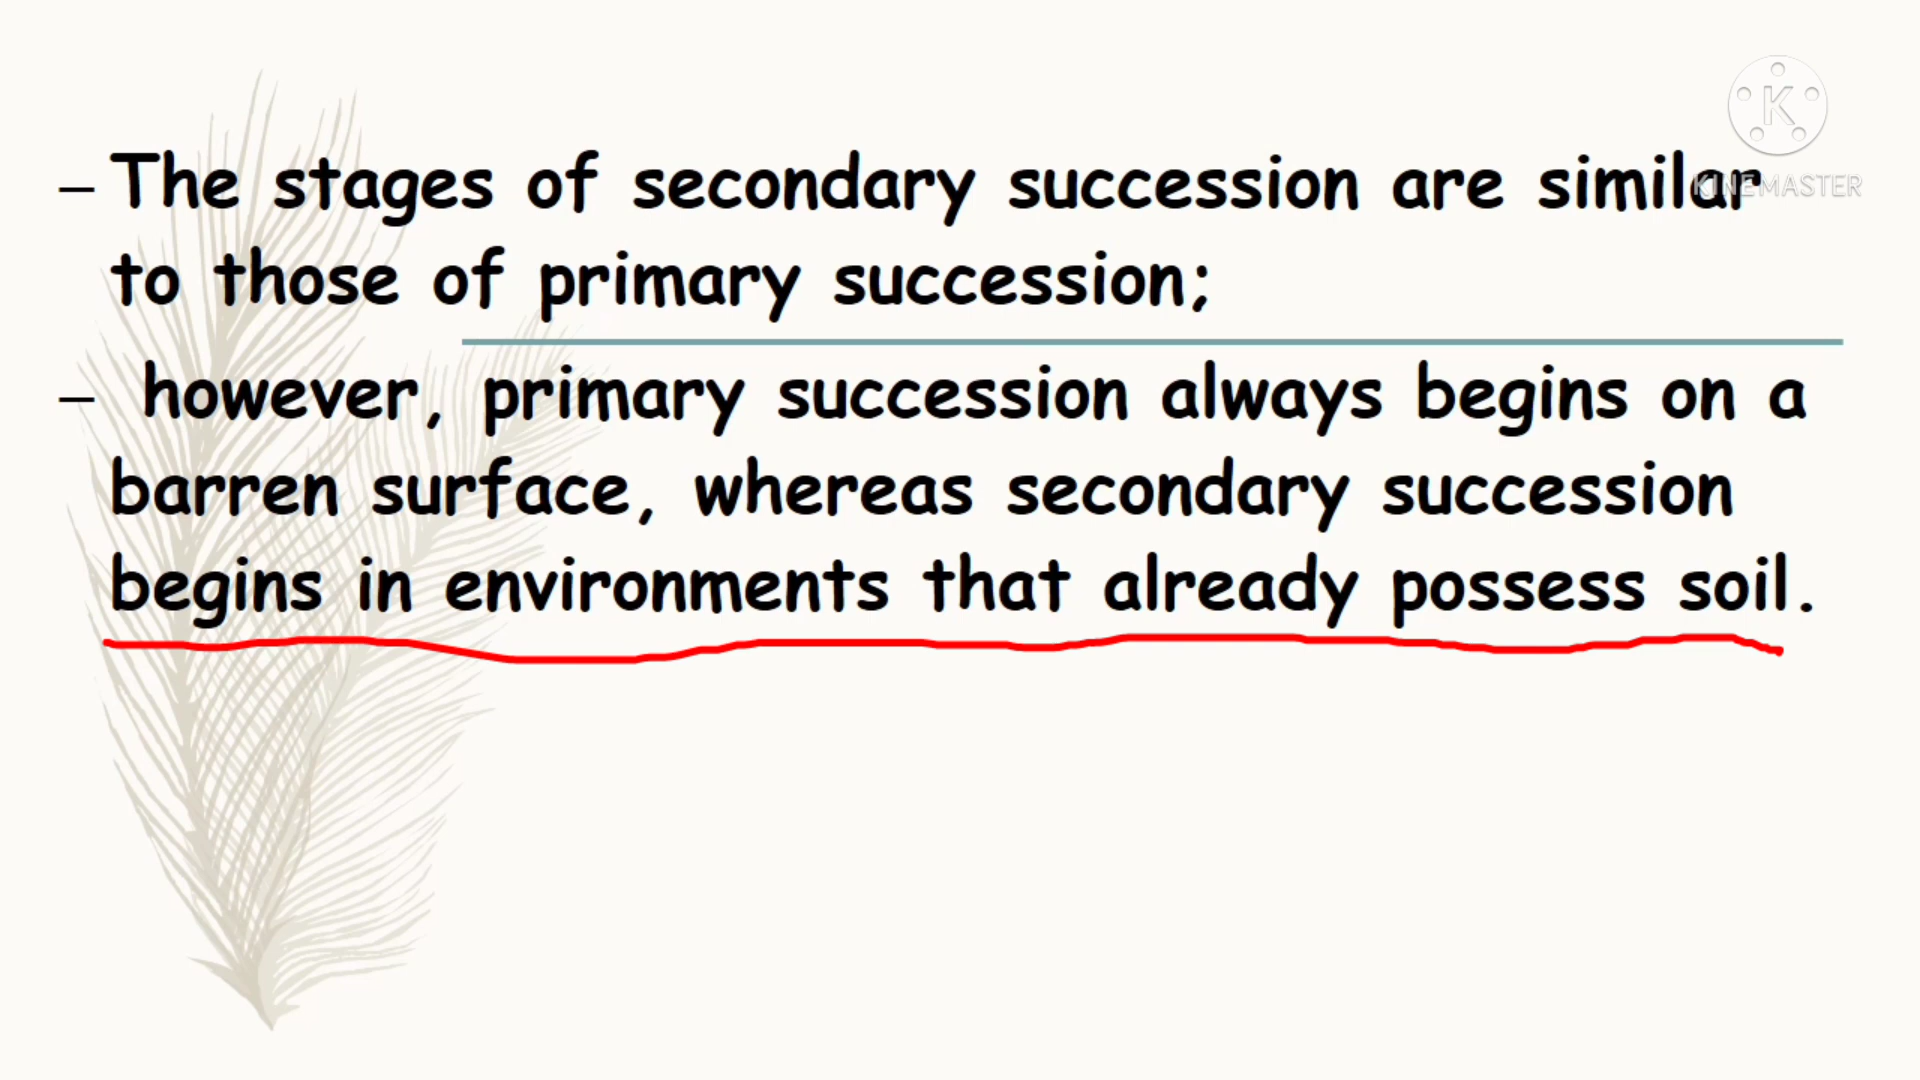 – The stages of secondary succession are similar
to those of primary succession;
– however, primary succession always begins on a
barren surface, whereas secondary succession
begins in environments that already possess soil.
K
KINEMASTER